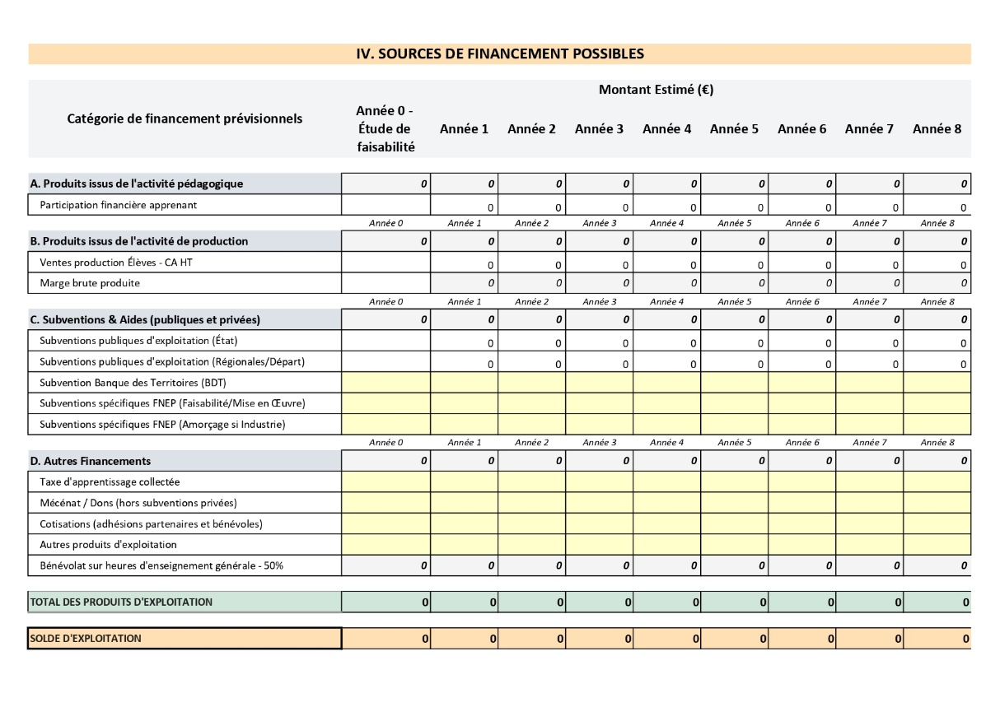 IV. SOURCES DE FINANCEMENT POSSIBLES
Catégorie de financement prévisionnels
Montant Estimé (€)
Année 0 - Étude de faisabilité Année 1 Année 2 Année 3 Année 4 Année 5 Année 6 Année 7 Année 8
A. Produits issus de l'activité pédagogique 0 0 0 0 0 0 0 0 0
Participation financière apprenant 0 0 0 0 0 0 0 0
Année 0 Année 1 Année 2 Année 3 Année 4 Année 5 Année 6 Année 7 Année 8
B. Produits issus de l'activité de production 0 0 0 0 0 0 0 0 0
Ventes production Élèves - CA HT 0 0 0 0 0 0 0 0
Marge brute produite 0 0 0 0 0 0 0 0
Année 0 Année 1 Année 2 Année 3 Année 4 Année 5 Année 6 Année 7 Année 8
C. Subventions & Aides (publiques et privées) 0 0 0 0 0 0 0 0 0
Subventions publiques d'exploitation (État) 0 0 0 0 0 0 0 0
Subventions publiques d'exploitation (Régionales/Départ) 0 0 0 0 0 0 0 0
Subvention Banque des Territoires (BDT)
Subventions spécifiques FNEP (Faisabilité/Mise en Œuvre)
Subventions spécifiques FNEP (Amorçage si Industrie)
Année 0 Année 1 Année 2 Année 3 Année 4 Année 5 Année 6 Année 7 Année 8
D. Autres Financements 0 0 0 0 0 0 0 0 0
Taxe d'apprentissage collectée
Mécénat / Dons (hors subventions privées)
Cotisations (adhésions partenaires et bénévoles)
Autres produits d'exploitation
Bénévolat sur heures d'enseignement générale - 50% 0 0 0 0 0 0 0 0 0
TOTAL DES PRODUITS D'EXPLOITATION 0 0 0 0 0 0 0 0 0
SOLDE D'EXPLOITATION 0 0 0 0 0 0 0 0 0